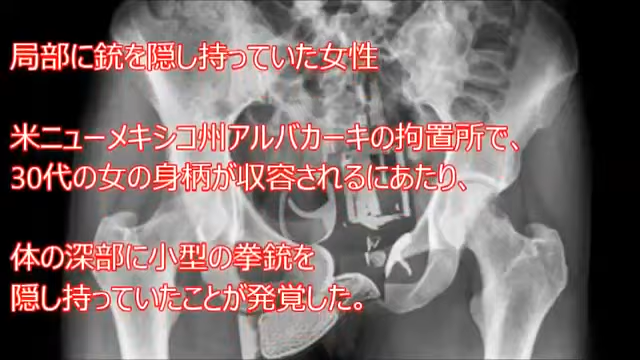 局部に銃を隠し持っていた女性
米ニューメキシコ州アルバカーキの拘置所で、
30代の女の身柄が収容されるにあたり、
体の深部に小型の拳銃を
隠し持っていたことが発覚した。